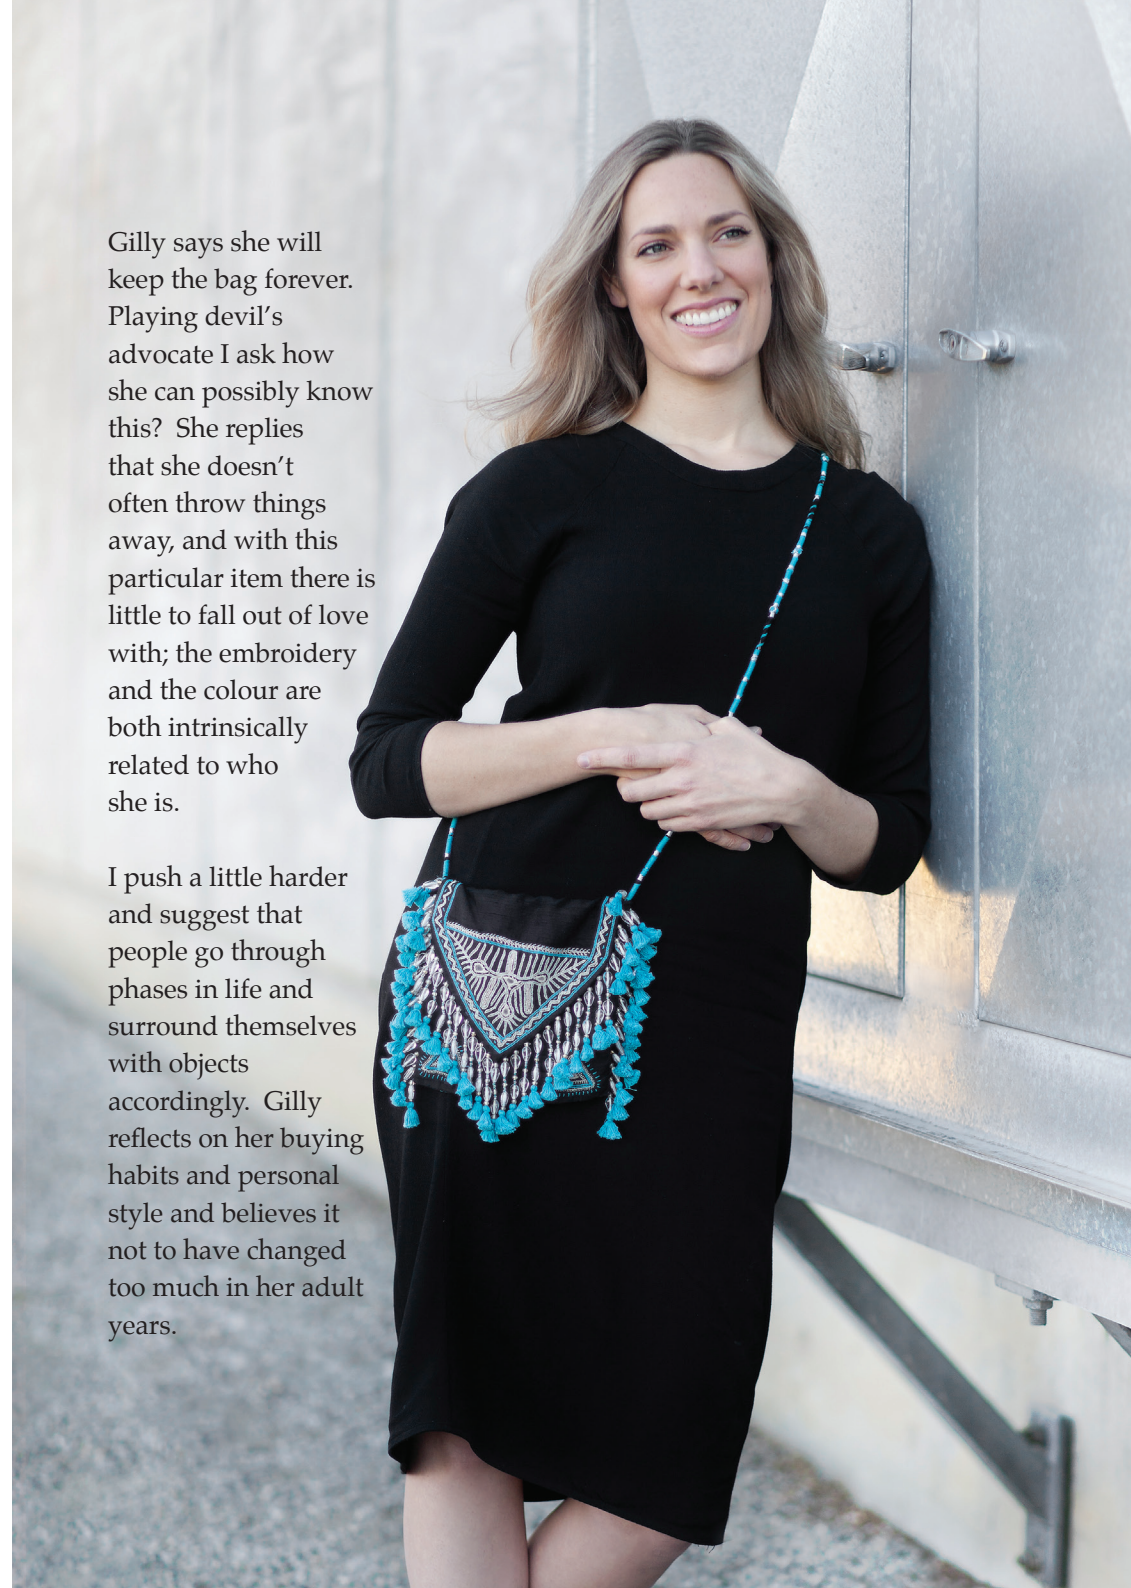 Gilly says she will
keep the bag forever.
Playing devil’s
advocate I ask how
she can possibly know
this?  She replies
that she doesn’t
often throw things
away, and with this
particular item there is
little to fall out of love
with; the embroidery
and the colour are
both intrinsically
related to who
she is.

I push a little harder
and suggest that
people go through
phases in life and
surround themselves
with objects
accordingly.  Gilly
reflects on her buying
habits and personal
style and believes it
not to have changed
too much in her adult
years.